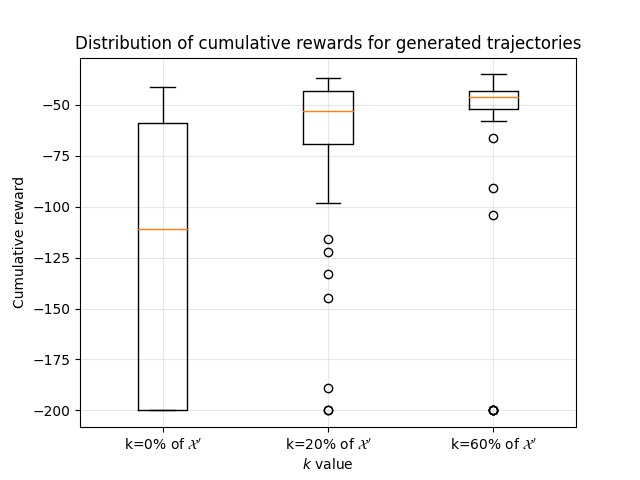 Distribution of cumulative rewards for generated trajectories
Cumulative reward
−50
−75
−100
−125
−150
−175
−200
k=0% of 𝒳′
k=20% of 𝒳′
k=60% of 𝒳′
k value